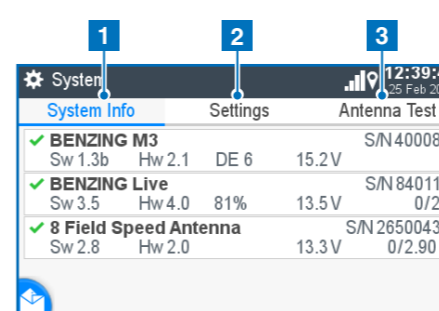 1 2 3
System 12:39:
25 Feb 20
System Info Settings Antenna Test
BENZING M3 S/N 40008
Sw 1.3b Hw 2.1 DE 6 15.2 V
BENZING Live S/N 84011
Sw 3.5 Hw 4.0 81% 13.5 V 0/2
8 Field Speed Antenna S/N 2650043
Sw 2.8 Hw 2.0 13.3 V 0/2.90